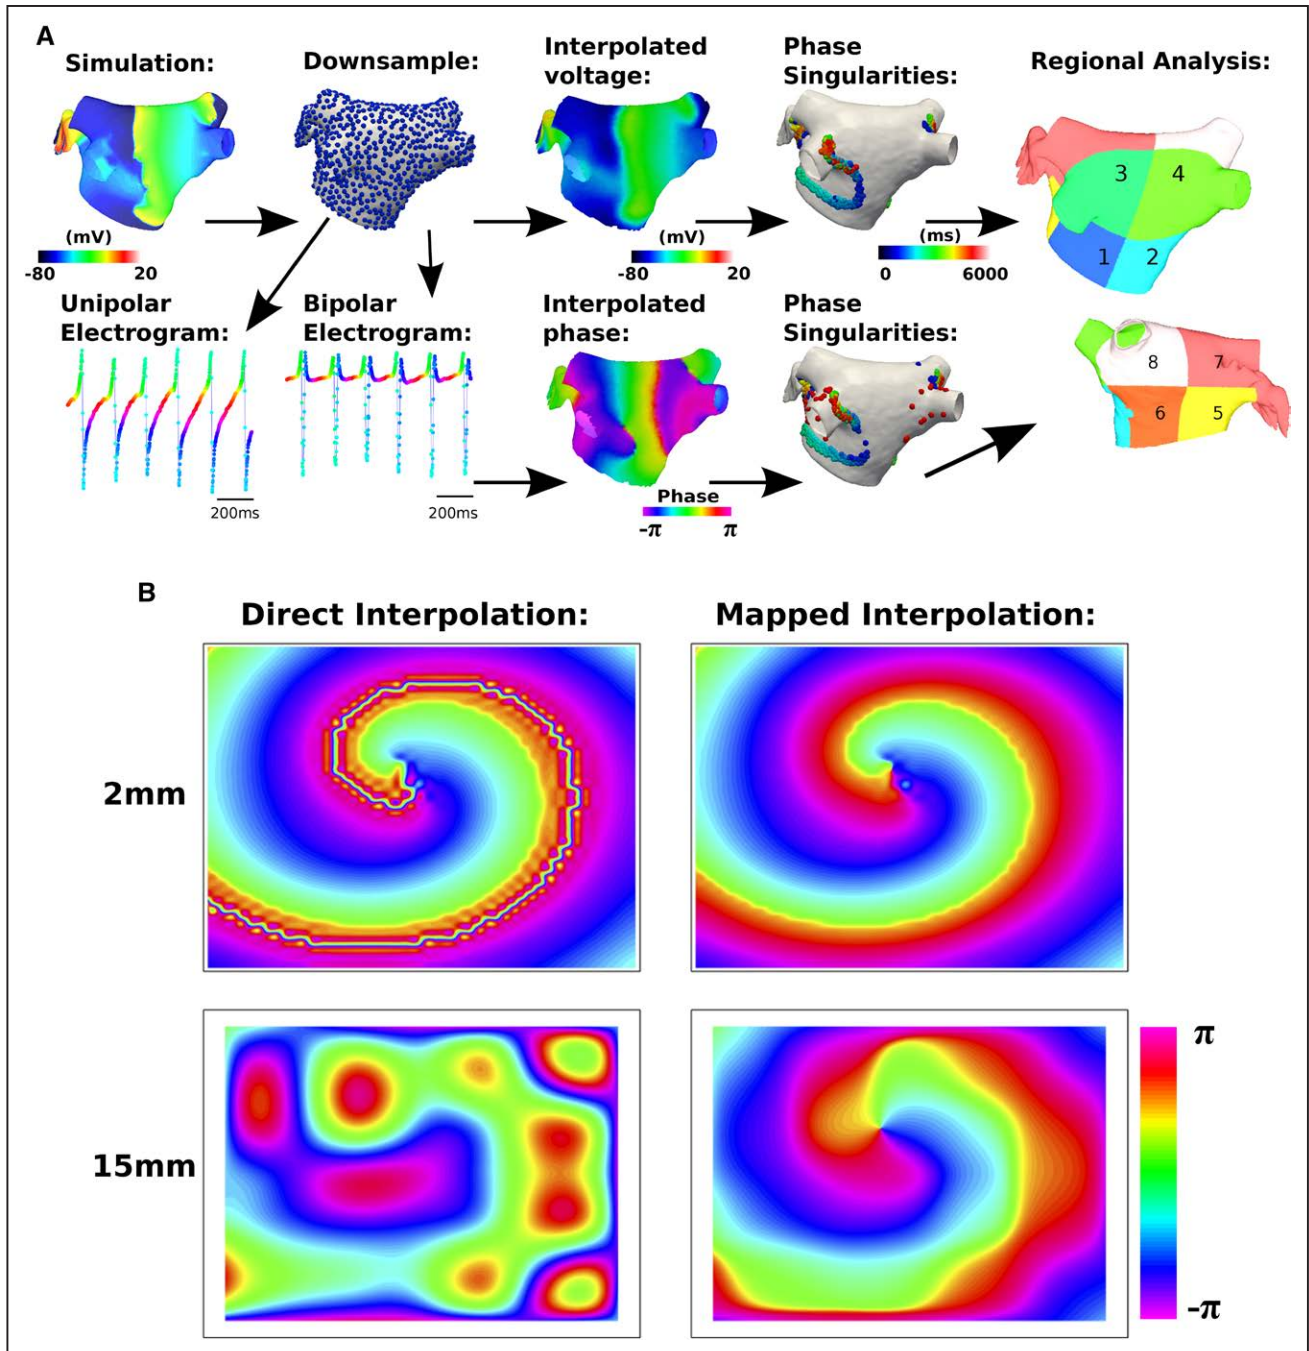 A
Simulation:
Downsample:
Interpolated
voltage:
Phase
Singularities:
Regional Analysis:
3
4
1
2
(mV)
-80
20
(mV)
-80
20
(ms)
0
6000
Unipolar
Electrogram:
Bipolar
Electrogram:
Interpolated
phase:
Phase
Singularities:
8
7
6
5
200ms
200ms
Phase
-π
π
B
Direct Interpolation:
Mapped Interpolation:
2mm
15mm
π
-π